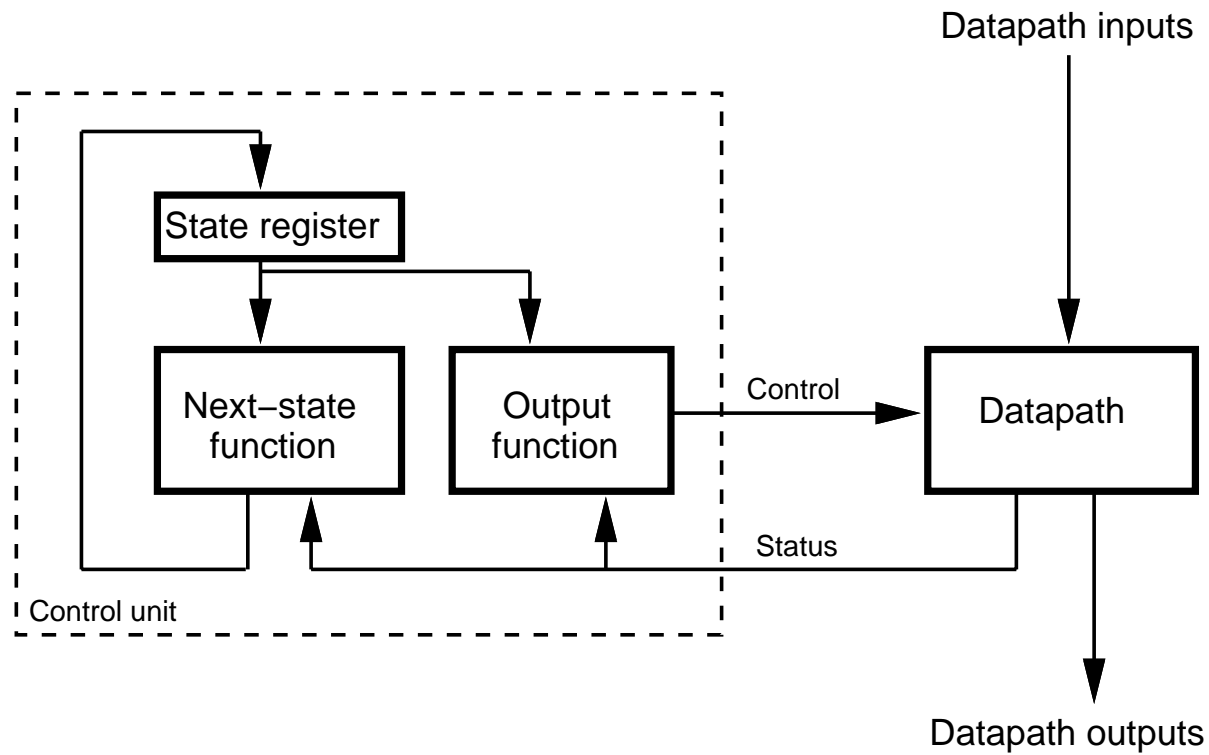 Datapath inputs
State register
Next–state
function
Output
function
Control
Datapath
Status
Control unit
Datapath outputs